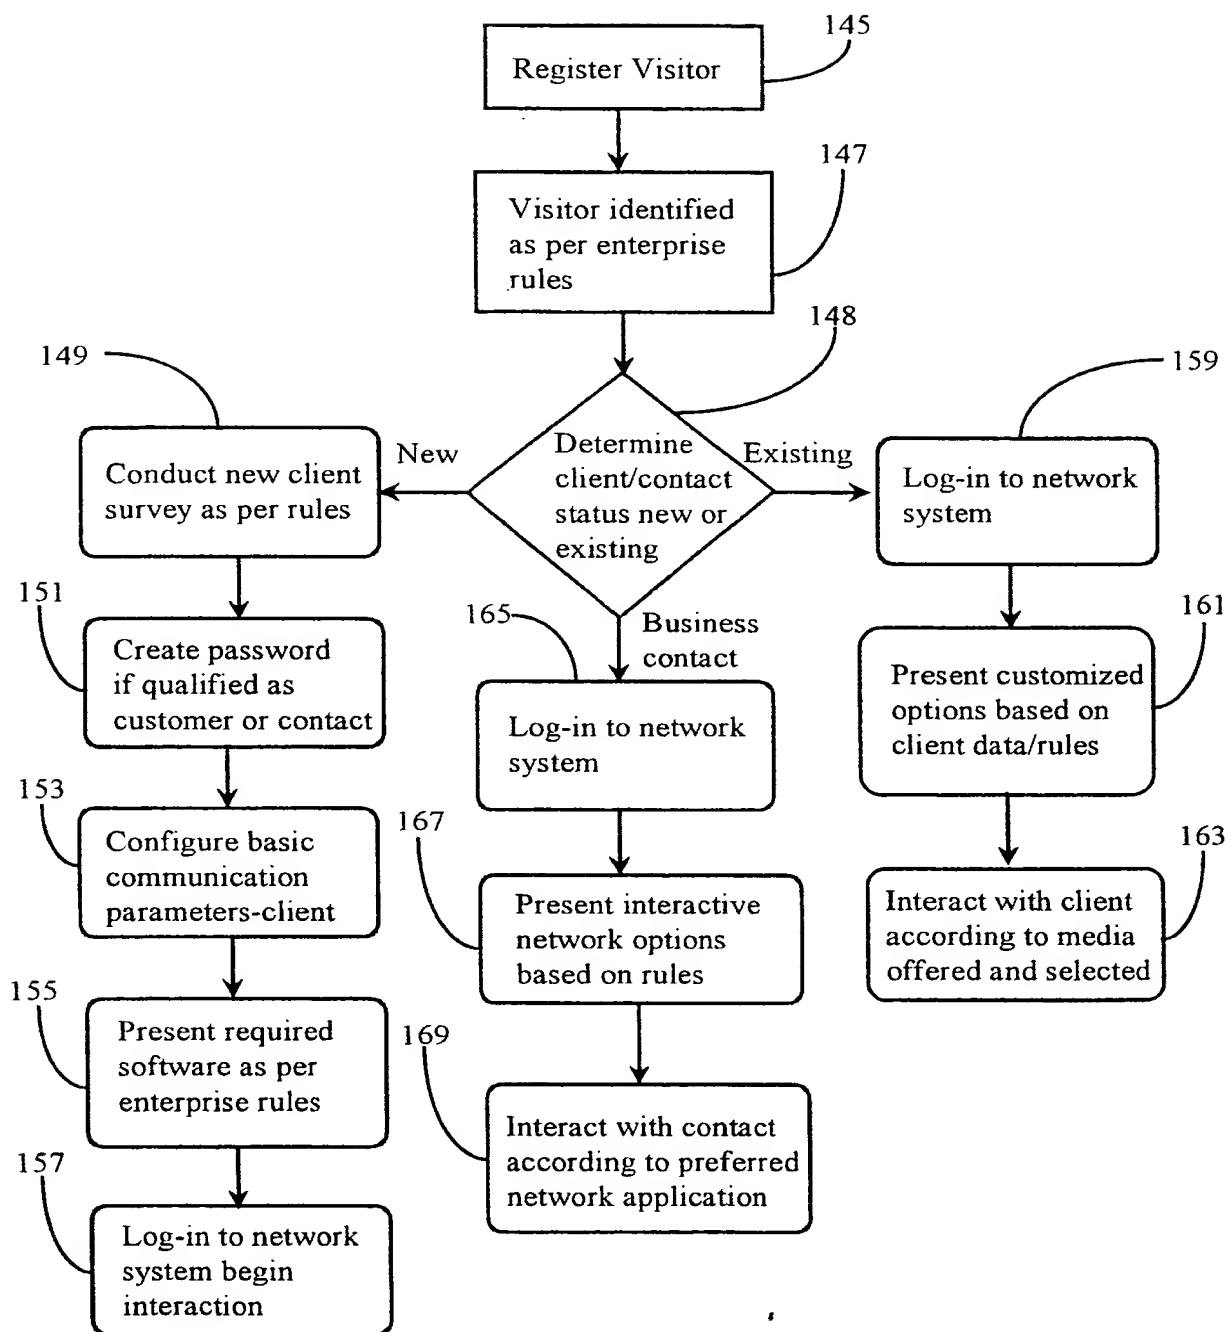 145
Register Visitor
147
Visitor identified
as per enterprise
rules
148
Determine
client/contact
status new or
existing
New
Existing
Business
contact
149
Conduct new client
survey as per rules
151
Create password
if qualified as
customer or contact
153
Configure basic
communication
parameters-client
155
Present required
software as per
enterprise rules
157
Log-in to network
system begin
interaction
165
Log-in to network
system
167
Present interactive
network options
based on rules
169
Interact with contact
according to preferred
network application
159
Log-in to network
system
161
Present customized
options based on
client data/rules
163
Interact with client
according to media
offered and selected